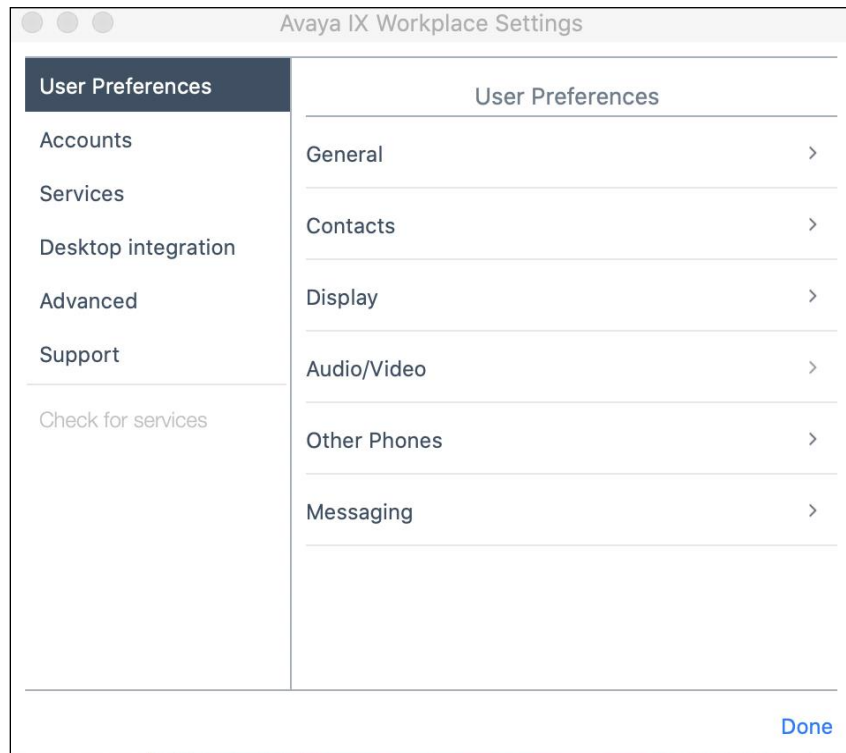 Avaya IX Workplace Settings
User Preferences
Accounts
Services
Desktop integration
Advanced
Support
Check for services
User Preferences
General
Contacts
Display
Audio/Video
Other Phones
Messaging
Done